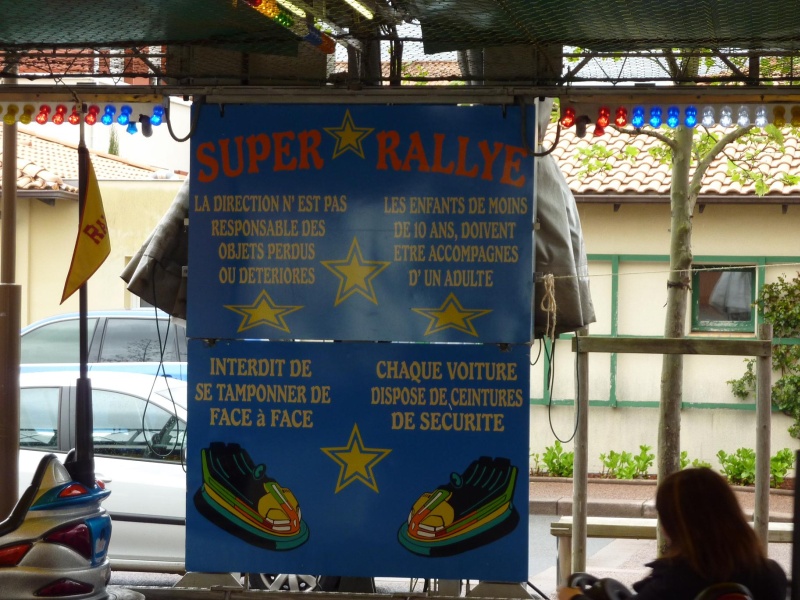 SUPER RALLYE
LA DIRECTION N' EST PAS
RESPONSABLE DES
OBJETS PERDUS
OU DETERIORES
LES ENFANTS DE MOINS
DE 10 ANS, DOIVENT
ETRE ACCOMPAGNES
D' UN ADULTE
INTERDIT DE
SE TAMPONNER DE
FACE à FACE
CHAQUE VOITURE
DISPOSE DE CEINTURES
DE SECURITE